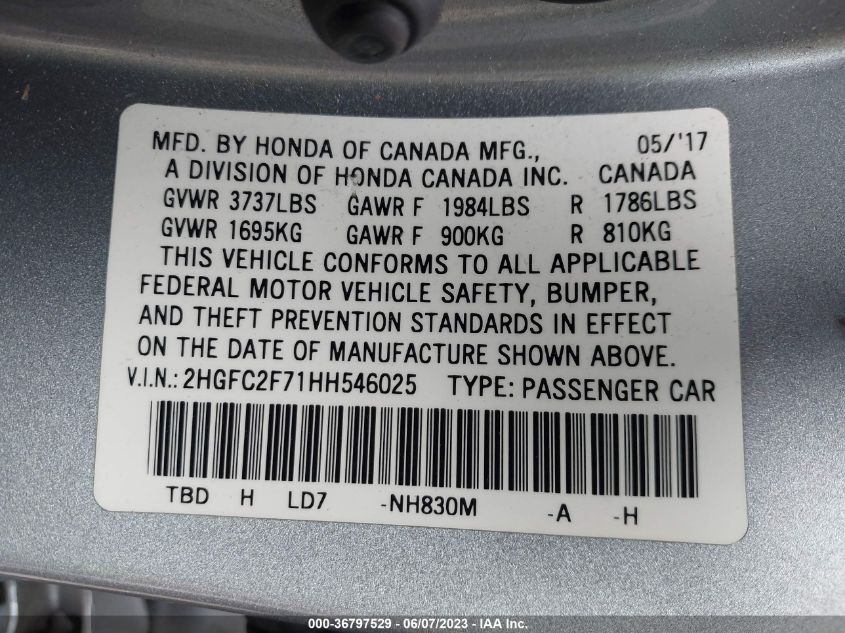 MFD. BY HONDA OF CANADA MFG., 05/'17
A DIVISION OF HONDA CANADA INC. CANADA
GVWR 3737LBS GAWR F 1984LBS R 1786LBS
GVWR 1695KG GAWR F 900KG R 810KG
THIS VEHICLE CONFORMS TO ALL APPLICABLE
FEDERAL MOTOR VEHICLE SAFETY, BUMPER,
AND THEFT PREVENTION STANDARDS IN EFFECT
ON THE DATE OF MANUFACTURE SHOWN ABOVE.
V.I.N.: 2HGFC2F71HH546025 TYPE: PASSENGER CAR
TBD H LD7 -NH830M -A -H
000-36797529 - 06/07/2023 - IAAI.com